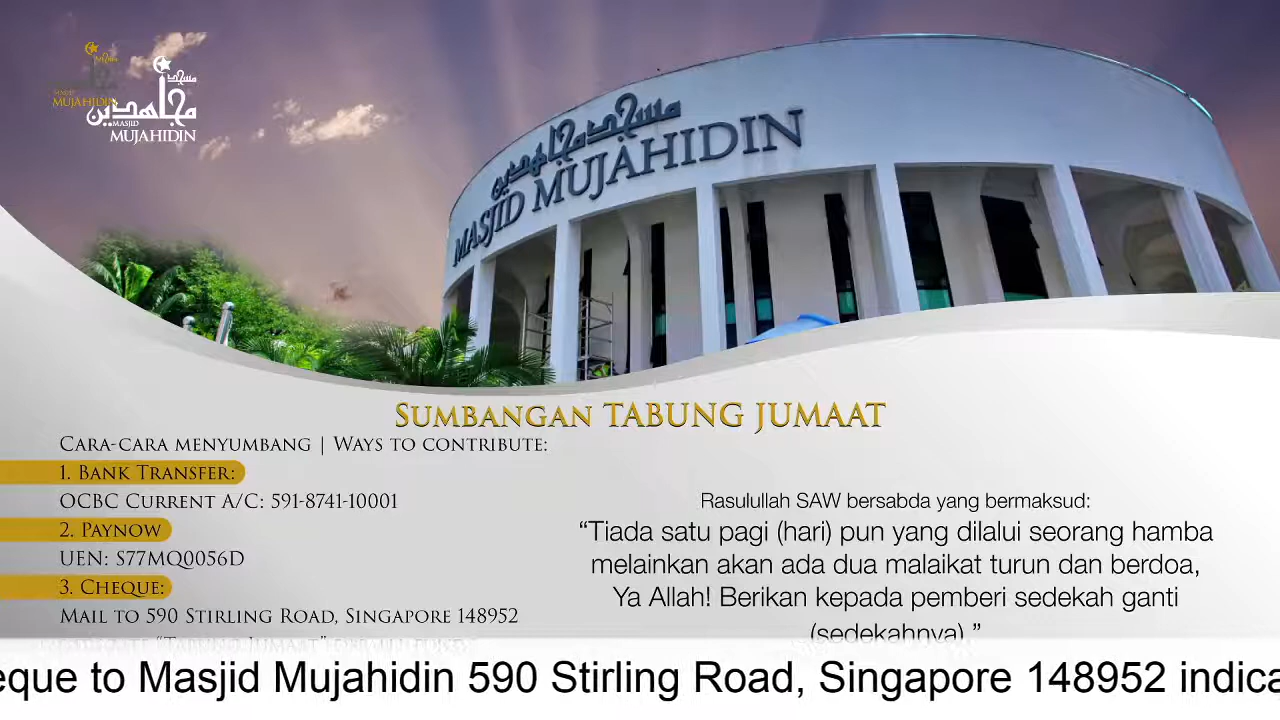 مسجد
مجاهدين
MASJID
MUJAHIDIN
MUJAHIDIN
مسجد مجاهدين
MASJID MUJAHIDIN
SUMBANGAN TABUNG JUMAAT
CARA-CARA MENYUMBANG | WAYS TO CONTRIBUTE:
1. BANK TRANSFER:
OCBC CURRENT A/C: 591-8741-10001
2. PAYNOW
UEN: S77MQ0056D
3. CHEQUE:
MAIL TO 590 STIRLING ROAD, SINGAPORE 148952
"TABUNG JUMAAT"
Rasulullah SAW bersabda yang bermaksud:
“Tiada satu pagi (hari) pun yang dilalui seorang hamba
melainkan akan ada dua malaikat turun dan berdoa,
Ya Allah! Berikan kepada pemberi sedekah ganti
(sedekahnya).”
eque to Masjid Mujahidin 590 Stirling Road, Singapore 148952 indica